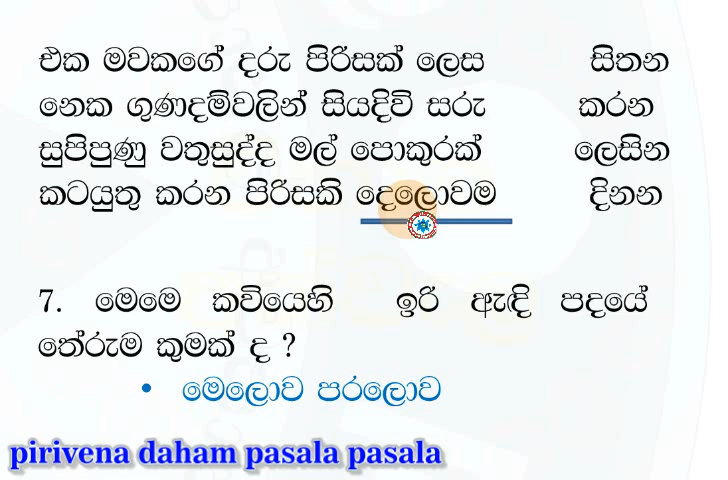 එක මවකගේ දරු පිරිසක් ලෙස සිතන
නෙක ගුණදම්වලින් සියදිවි සරු කරන
සුපිපුණු වතුසුද්ද මල් පොකුරක් ලෙසින
කටයුතු කරන පිරිසකි දෙලොවම දිනන
7. මෙමෙ කවියෙහි ඉරි ඇඳි පදයේ
තේරුම කුමක් ද ?
• මෙලොව පරලොව
pirivena daham pasala pasala